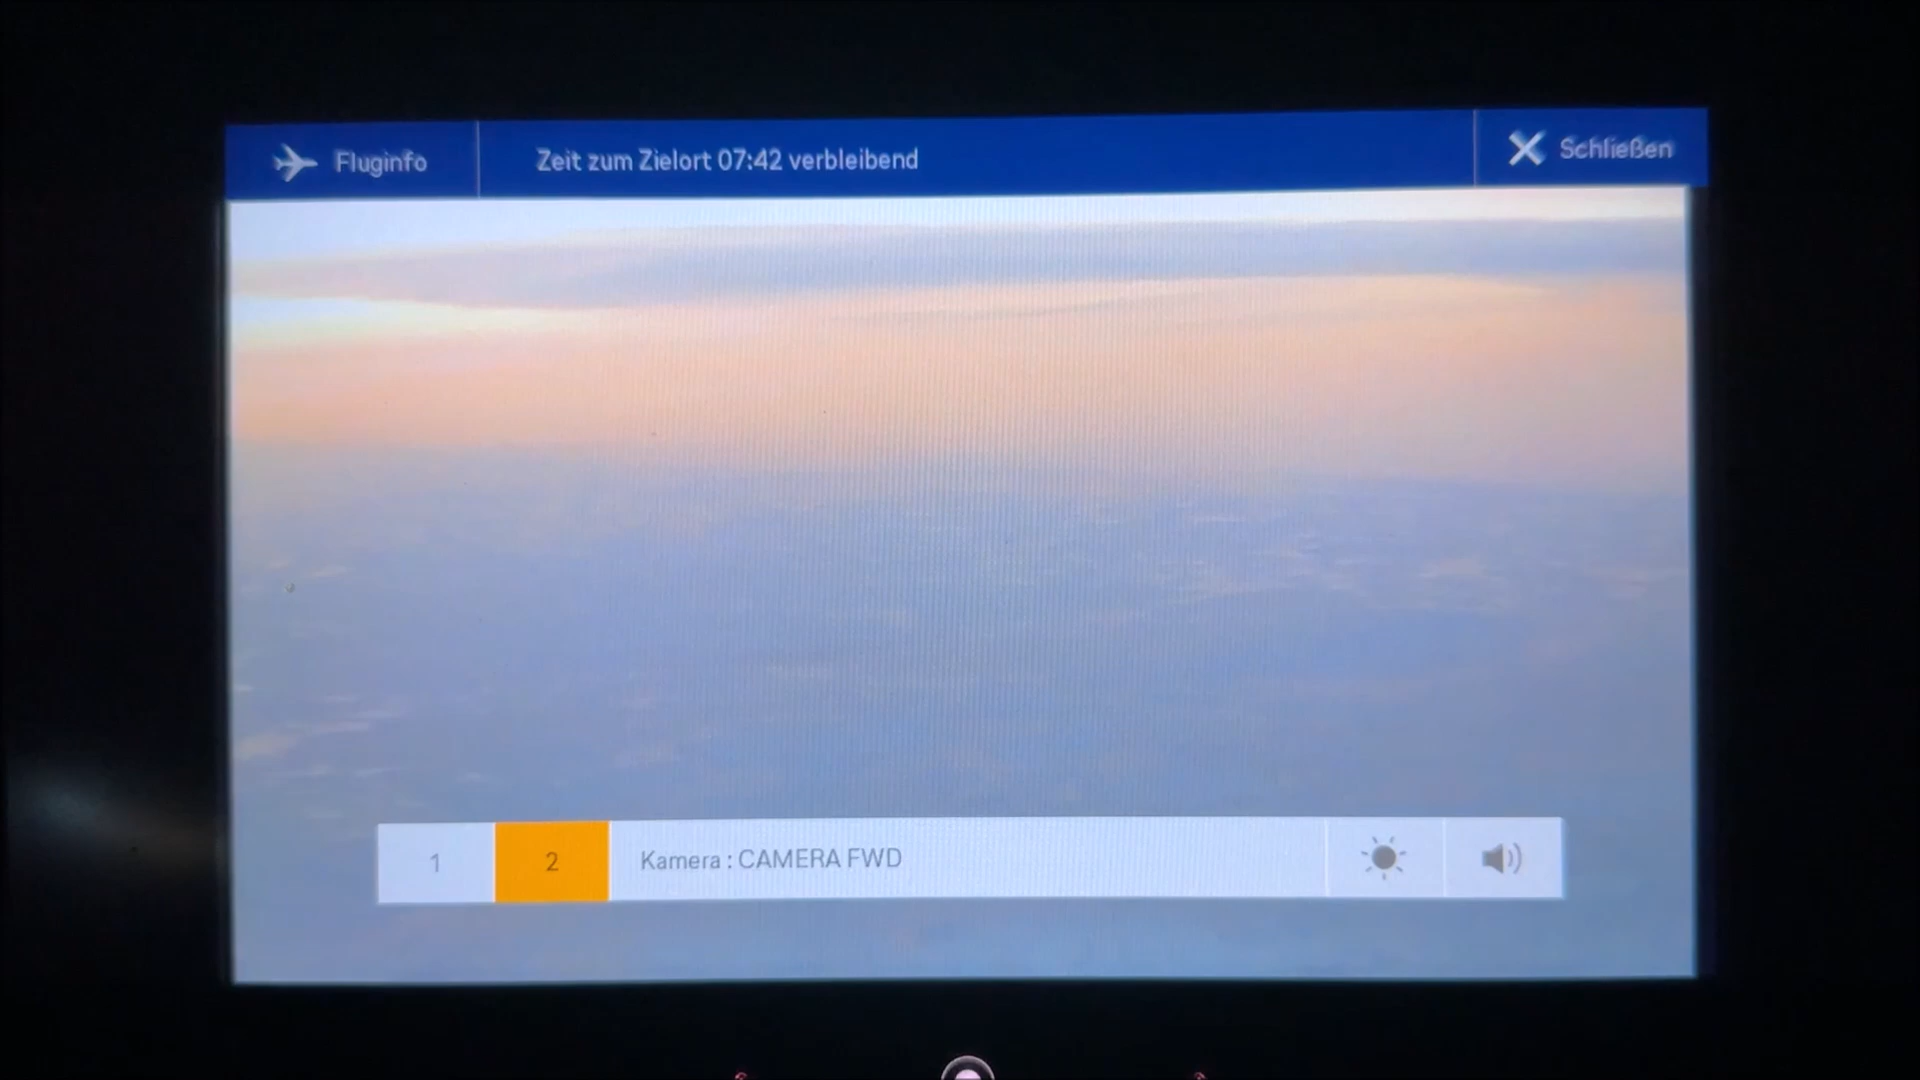 Fluginfo
Zeit zum Zielort 07:42 verbleibend
Schließen
1
2
Kamera : CAMERA FWD